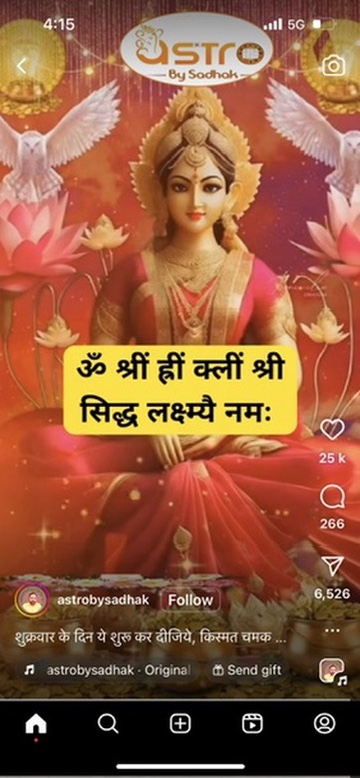 4:15
5G
astro
By Sadhak
ॐ श्रीं ह्रीं क्लीं श्री
सिद्ध लक्ष्म्यै नमः
25 k
266
6,526
astrobysadhak
Follow
शुक्रवार के दिन ये शुरू कर दीजिये, किस्मत चमक ...
astrobysadhak · Original
Send gift